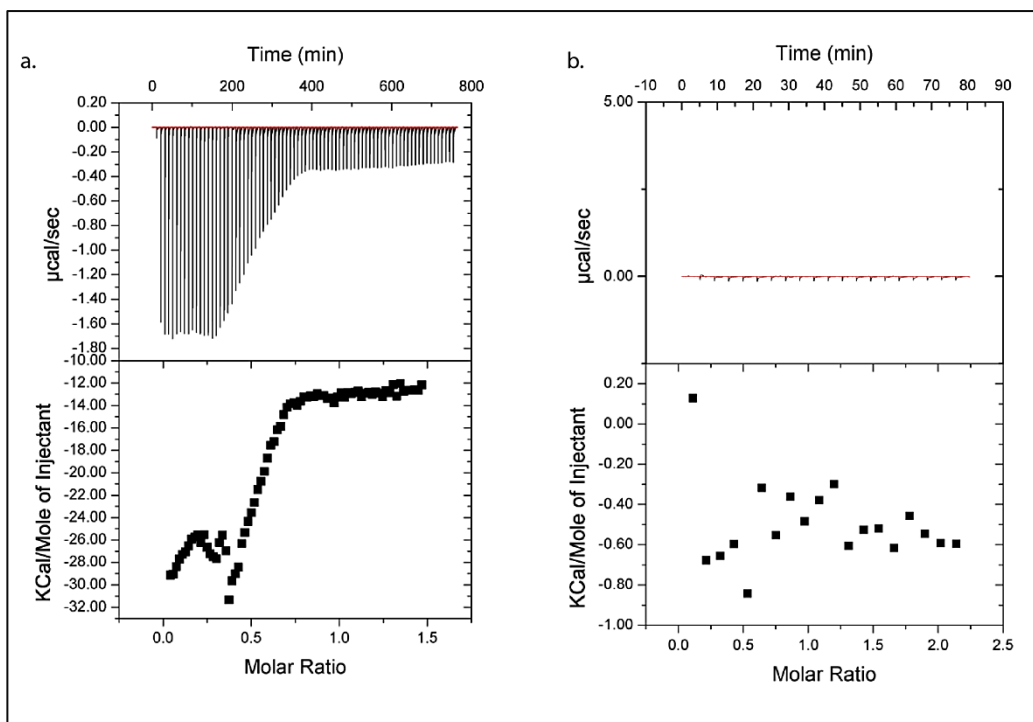 a.
Time (min)
0 200 400 600 800
0.20
0.00
-0.20
-0.40
-0.60
-0.80
-1.00
-1.20
-1.40
-1.60
-1.80
µcal/sec
-10.00
-12.00
-14.00
-16.00
-18.00
-20.00
-22.00
-24.00
-26.00
-28.00
-30.00
-32.00
KCal/Mole of Injectant
0.0 0.5 1.0 1.5
Molar Ratio
b.
Time (min)
-10 0 10 20 30 40 50 60 70 80 90
5.00
0.00
µcal/sec
0.20
0.00
-0.20
-0.40
-0.60
-0.80
-1.00
KCal/Mole of Injectant
0.0 0.5 1.0 1.5 2.0 2.5
Molar Ratio